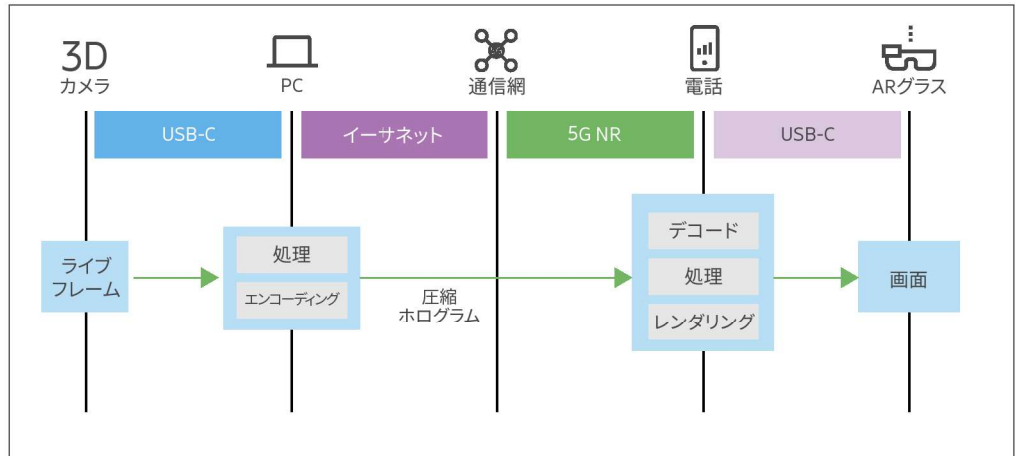 3D
カメラ
PC
通信網
電話
ARグラス
USB-C
イーサネット
5G NR
USB-C
ライブ
フレーム
処理
エンコーディング
圧縮
ホログラム
デコード
処理
レンダリング
画面